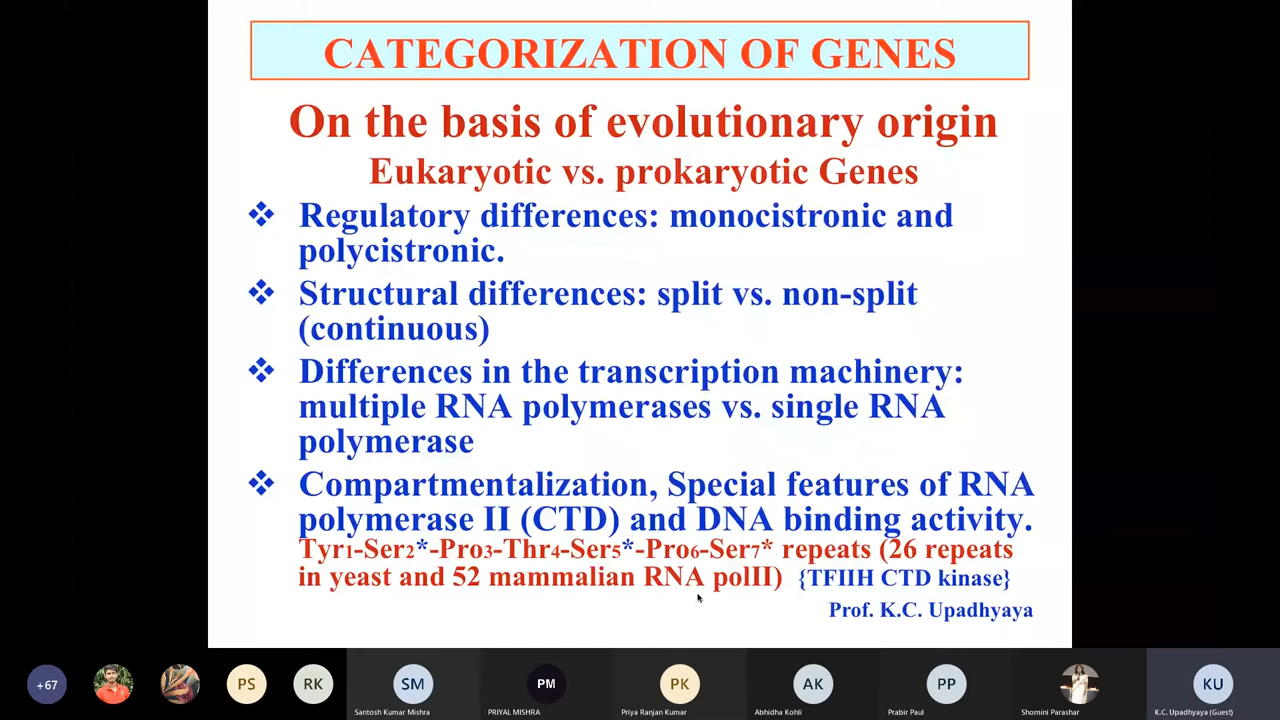 CATEGORIZATION OF GENES
On the basis of evolutionary origin
Eukaryotic vs. prokaryotic Genes
❖ Regulatory differences: monocistronic and
polycistronic.
❖ Structural differences: split vs. non-split
(continuous)
❖ Differences in the transcription machinery:
multiple RNA polymerases vs. single RNA
polymerase
❖ Compartmentalization, Special features of RNA
polymerase II (CTD) and DNA binding activity.
Tyr1-Ser2*-Pro3-Thr4-Ser5*-Pro6-Ser7* repeats (26 repeats
in yeast and 52 mammalian RNA polII) {TFIIH CTD kinase}
Prof. K.C. Upadhyaya
+67 PS RK SM PM PK AK PP KU
Santosh Kumar Mishra PRIYAL MISHRA Priya Ranjan Kumar Abhidha Kohli Prabir Paul Shomini Parashar K.C. Upadhyaya (Guest)